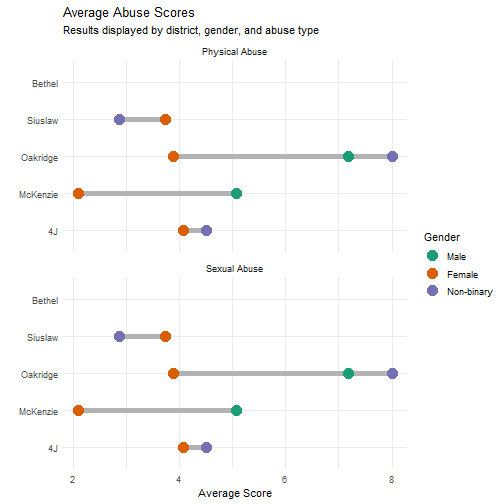 Average Abuse Scores
Results displayed by district, gender, and abuse type
Physical Abuse
Bethel
Siuslaw
Oakridge
McKenzie
4J
Gender
Male
Female
Non-binary
Sexual Abuse
Bethel
Siuslaw
Oakridge
McKenzie
4J
2 4 6 8
Average Score